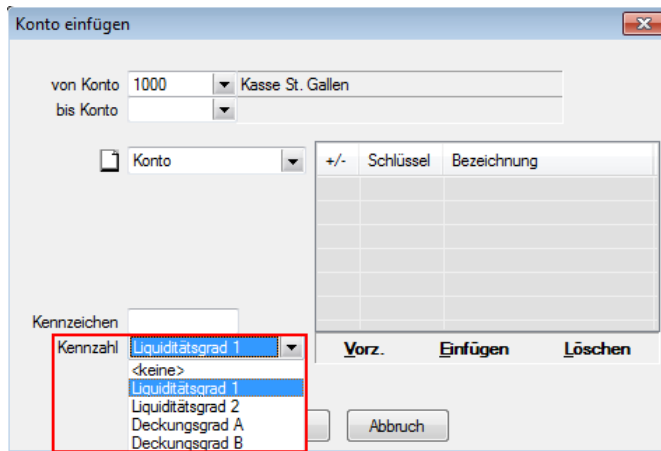 Konto einfügen
von Konto 1000 Kasse St. Gallen
bis Konto
Konto
+/- Schlüssel Bezeichnung
Kennzeichen
Kennzahl Liquiditätsgrad 1
Vorz. Einfügen Löschen
<keine>
Liquiditätsgrad 1
Liquiditätsgrad 2
Deckungsgrad A
Deckungsgrad B
Abbruch